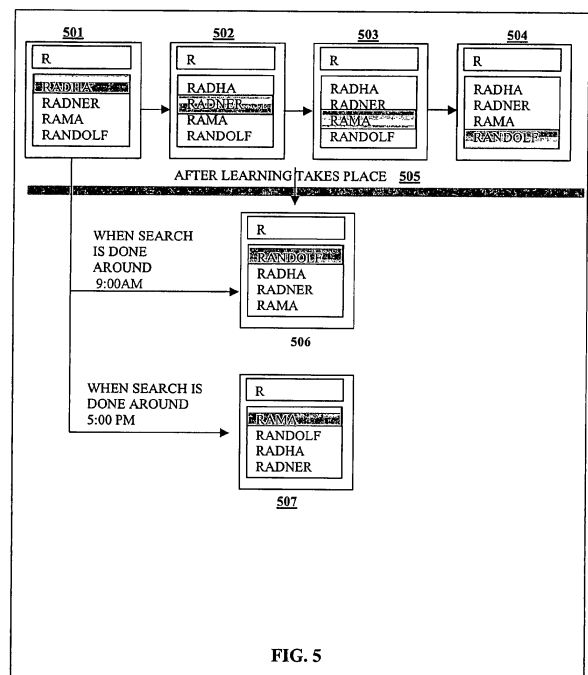 501
R
RADHA
RADNER
RAMA
RANDOLF
502
R
RADHA
RADNER
RAMA
RANDOLF
503
R
RADHA
RADNER
RAMA
RANDOLF
504
R
RADHA
RADNER
RAMA
RANDOLF
AFTER LEARNING TAKES PLACE 505
WHEN SEARCH
IS DONE
AROUND
9:00AM
R
RANDOLF
RADHA
RADNER
RAMA
506
WHEN SEARCH IS
DONE AROUND
5:00 PM
R
RAMA
RANDOLF
RADHA
RADNER
507
FIG. 5